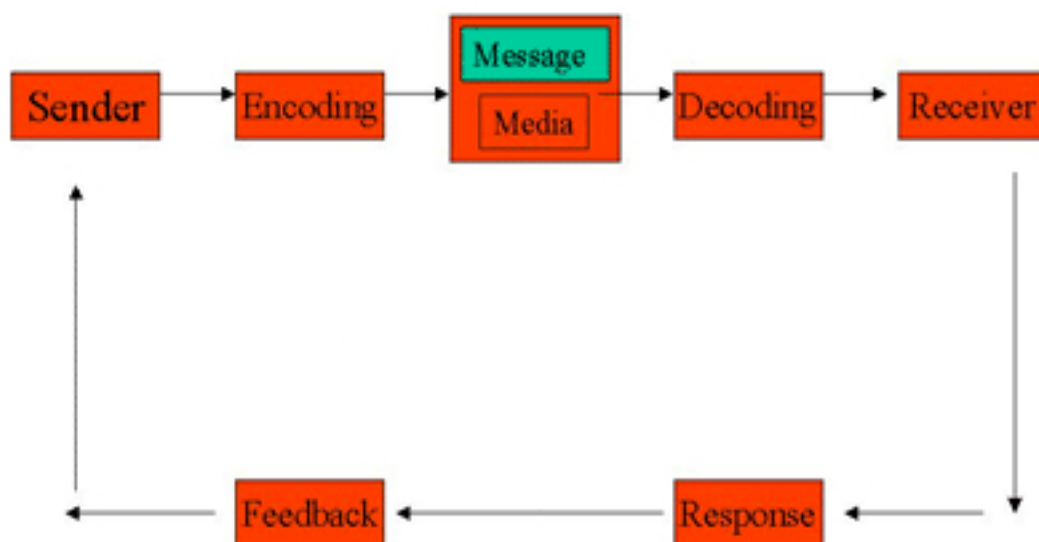 Sender
Encoding
Message
Media
Decoding
Receiver
Feedback
Response